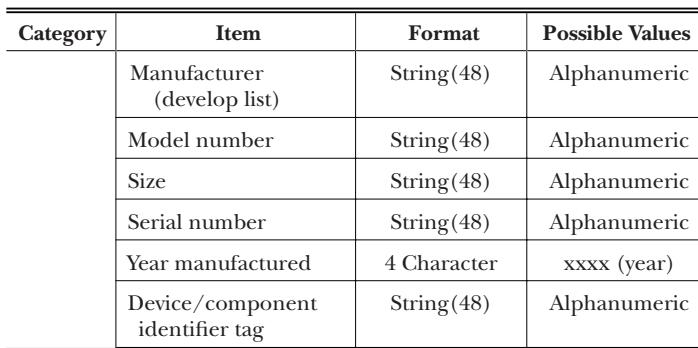 Category Item Format Possible Values
Manufacturer String(48) Alphanumeric
(develop list)
Model number String(48) Alphanumeric
Size String(48) Alphanumeric
Serial number String(48) Alphanumeric
Year manufactured 4 Character xxxx (year)
Device/component String(48) Alphanumeric
identifier tag